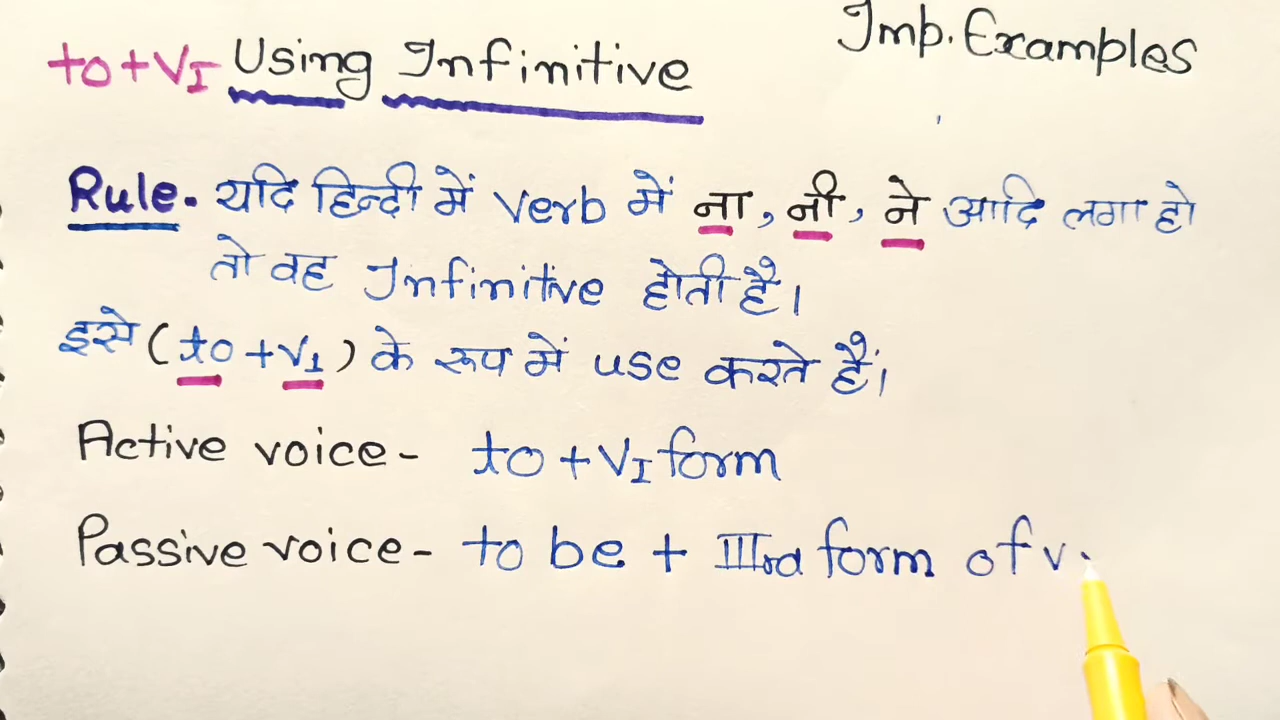 to+VI Using Infinitive
Imp. Examples
Rule. यदि हिन्दी में verb में ना, नी, ने आदि लगा हो
तो वह Infinitive होती है।
इसे (to+V1) के रूप में use करते हैं।
Active voice- to+VI form
Passive voice- to be + IIIrd form of v.